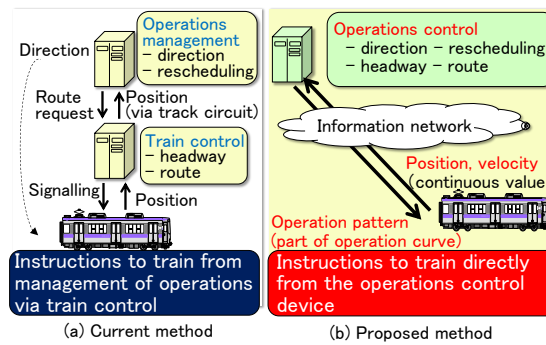 Operations
management
- direction
- rescheduling
Direction
Route
request
Position
(via track circuit)
Train control
- headway
- route
Signalling
Position
Instructions to train from
management of operations
via train control
(a) Current method
Operations control
- direction - rescheduling
- headway - route
Information network
Position, velocity
(continuous value
Operation pattern
(part of operation curve)
Instructions to train directly
from the operations control
device
(b) Proposed method